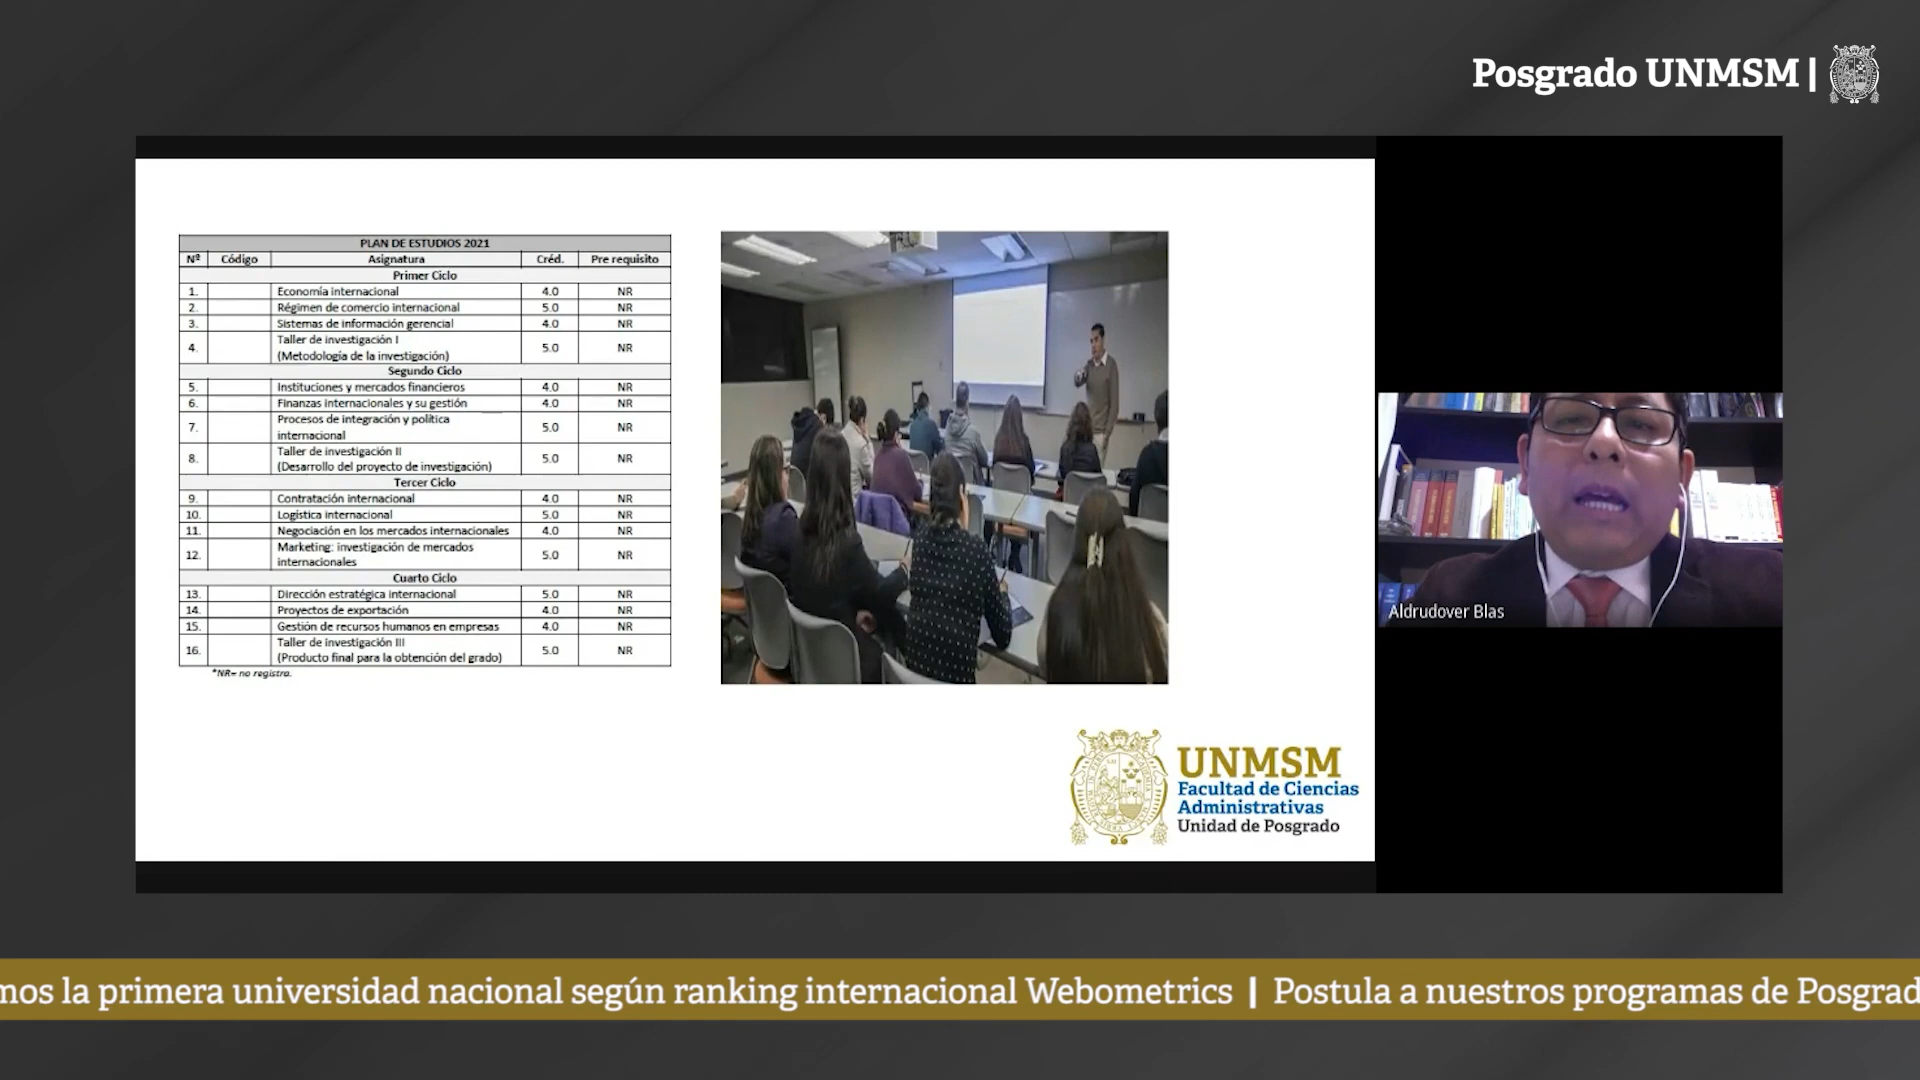 Posgrado UNMSM |
PLAN DE ESTUDIOS 2021
Nº Código Asignatura Créd. Pre requisito
Primer Ciclo
1. Economía internacional 4.0 NR
2. Régimen de comercio internacional 5.0 NR
3. Sistemas de información gerencial 4.0 NR
4. Taller de investigación I 5.0 NR
(Metodología de la investigación)
Segundo Ciclo
5. Instituciones y mercados financieros 4.0 NR
6. Finanzas internacionales y su gestión 4.0 NR
7. Procesos de integración y política 5.0 NR
internacional
8. Taller de investigación II 5.0 NR
(Desarrollo del proyecto de investigación)
Tercer Ciclo
9. Contratación internacional 4.0 NR
10. Logística internacional 5.0 NR
11. Negociación en los mercados internacionales 4.0 NR
12. Marketing: investigación de mercados 5.0 NR
internacionales
Cuarto Ciclo
13. Dirección estratégica internacional 5.0 NR
14. Proyectos de exportación 4.0 NR
15. Gestión de recursos humanos en empresas 4.0 NR
16. Taller de investigación III 5.0 NR
(Producto final para la obtención del grado)
*NR= no registra.
UNMSM
Facultad de Ciencias
Administrativas
Unidad de Posgrado
Aldrudover Blas
mos la primera universidad nacional según ranking internacional Webometrics | Postula a nuestros programas de Posgrad